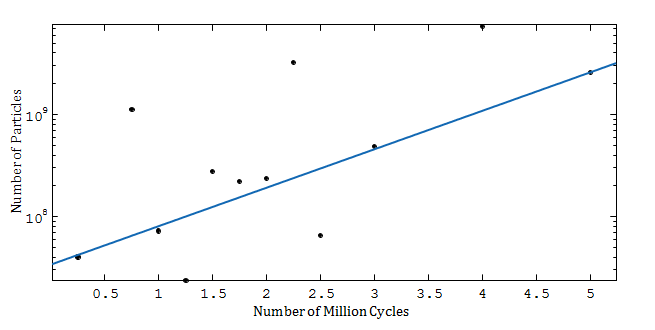 Number of Particles
10^9
10^8
0.5 1 1.5 2 2.5 3 3.5 4 4.5 5
Number of Million Cycles